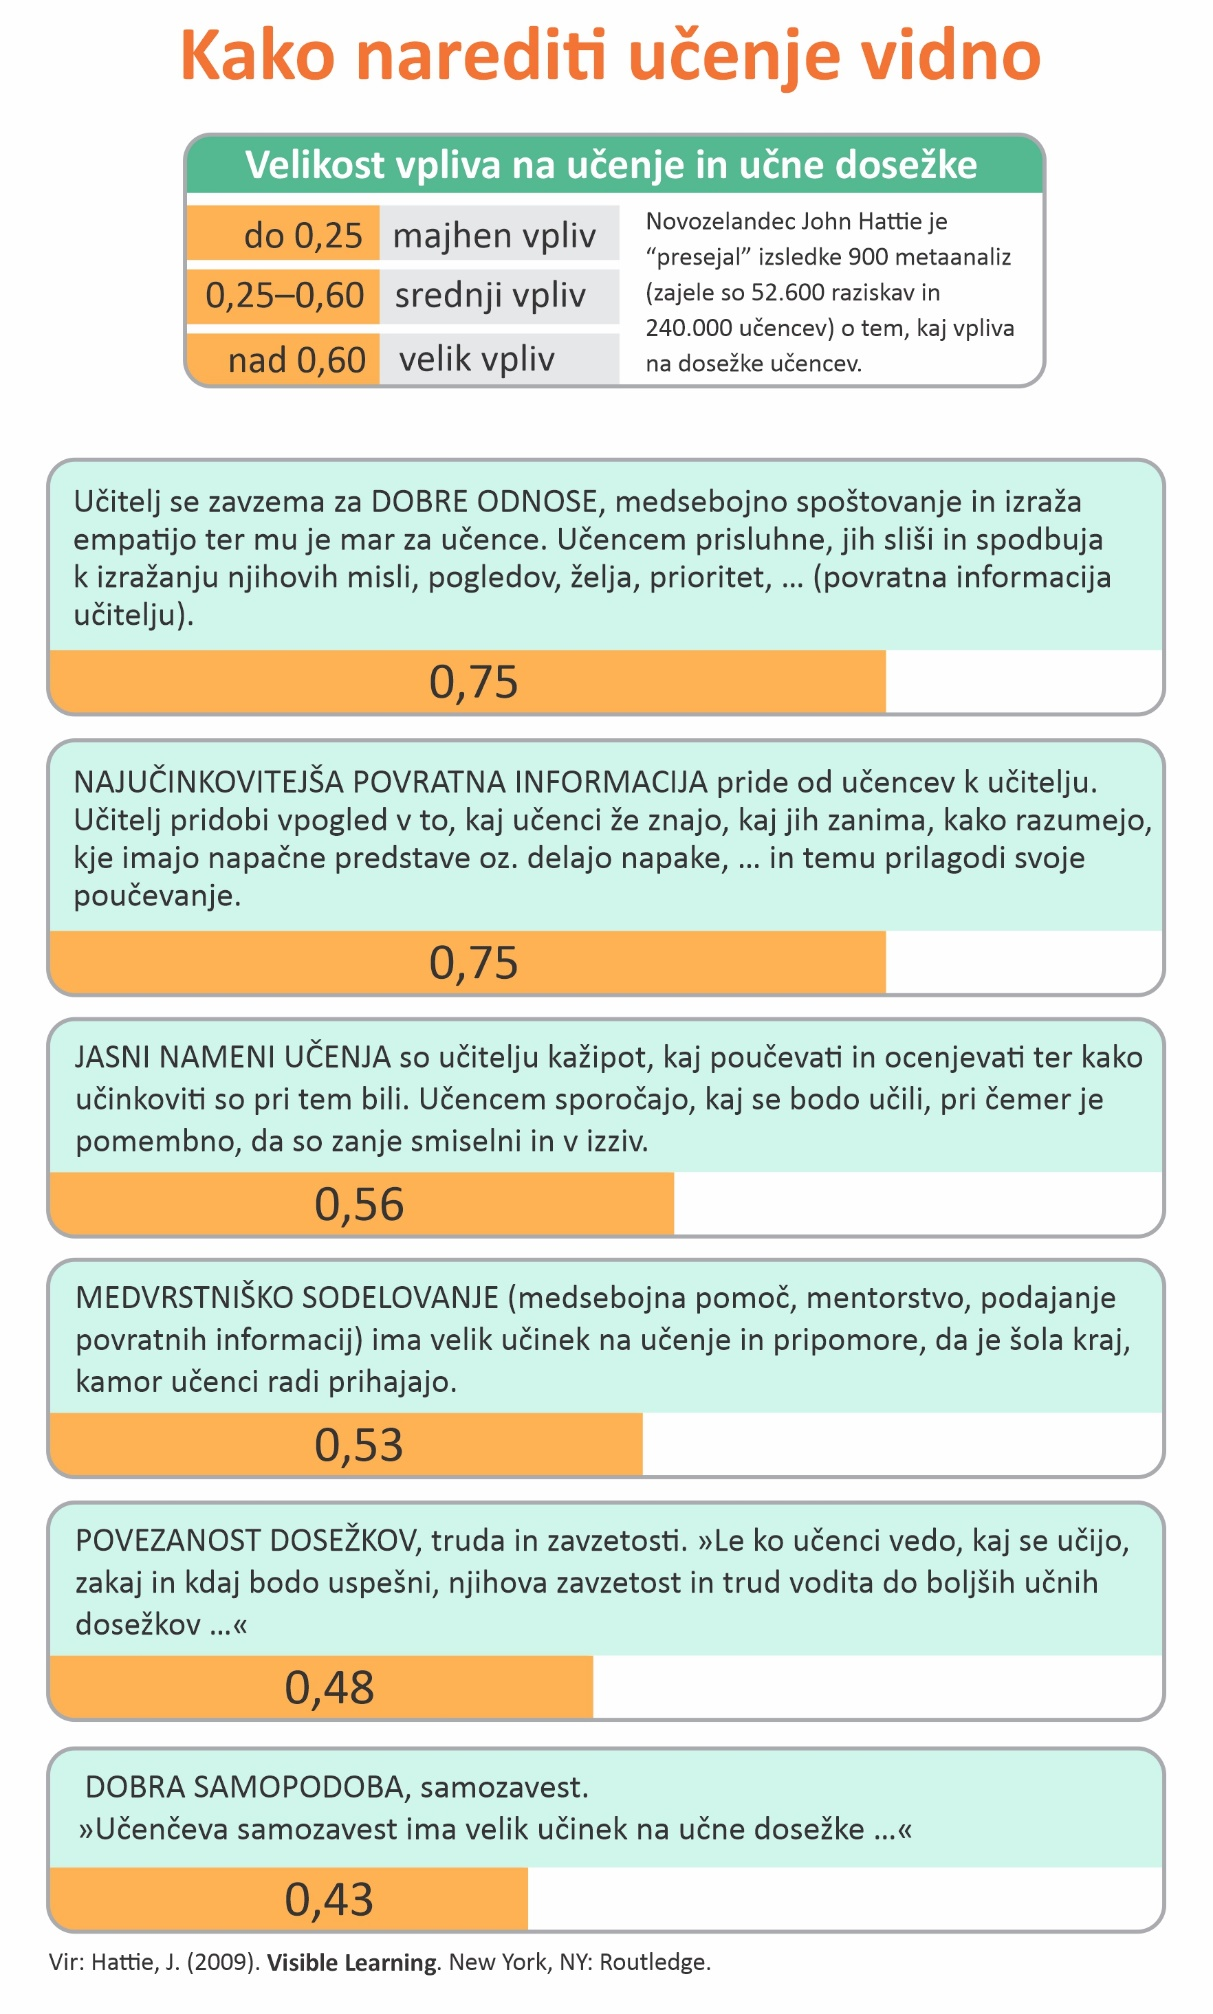 Kako narediti učenje vidno
Velikost vpliva na učenje in učne dosežke
do 0,25 majhen vpliv
0,25–0,60 srednji vpliv
nad 0,60 velik vpliv
Novozelandec John Hattie je
“presejal” izsledke 900 metaanaliz
(zajele so 52.600 raziskav in
240.000 učencev) o tem, kaj vpliva
na dosežke učencev.
Učitelj se zavzema za DOBRE ODNOSE, medsebojno spoštovanje in izraža
empatijo ter mu je mar za učence. Učencem prisluhne, jih sliši in spodbuja
k izražanju njihovih misli, pogledov, želja, prioritet, ... (povratna informacija
učitelju).
0,75
NAJUČINKOVITEJŠA POVRATNA INFORMACIJA pride od učencev k učitelju.
Učitelj pridobi vpogled v to, kaj učenci že znajo, kaj jih zanima, kako razumejo,
kje imajo napačne predstave oz. delajo napake, ... in temu prilagodi svoje
poučevanje.
0,75
JASNI NAMENI UČENJA so učitelju kažipot, kaj poučevati in ocenjevati ter kako
učinkoviti so pri tem bili. Učencem sporočajo, kaj se bodo učili, pri čemer je
pomembno, da so zanje smiselni in v izziv.
0,56
MEDVRSTNIŠKO SODELOVANJE (medsebojna pomoč, mentorstvo, podajanje
povratnih informacij) ima velik učinek na učenje in pripomore, da je šola kraj,
kamor učenci radi prihajajo.
0,53
POVEZANOST DOSEŽKOV, truda in zavzetosti. »Le ko učenci vedo, kaj se učijo,
zakaj in kdaj bodo uspešni, njihova zavzetost in trud vodita do boljših učnih
dosežkov ...«
0,48
DOBRA SAMOPODOBA, samozavest.
»Učenčeva samozavest ima velik učinek na učne dosežke ...«
0,43
Vir: Hattie, J. (2009). Visible Learning. New York, NY: Routledge.